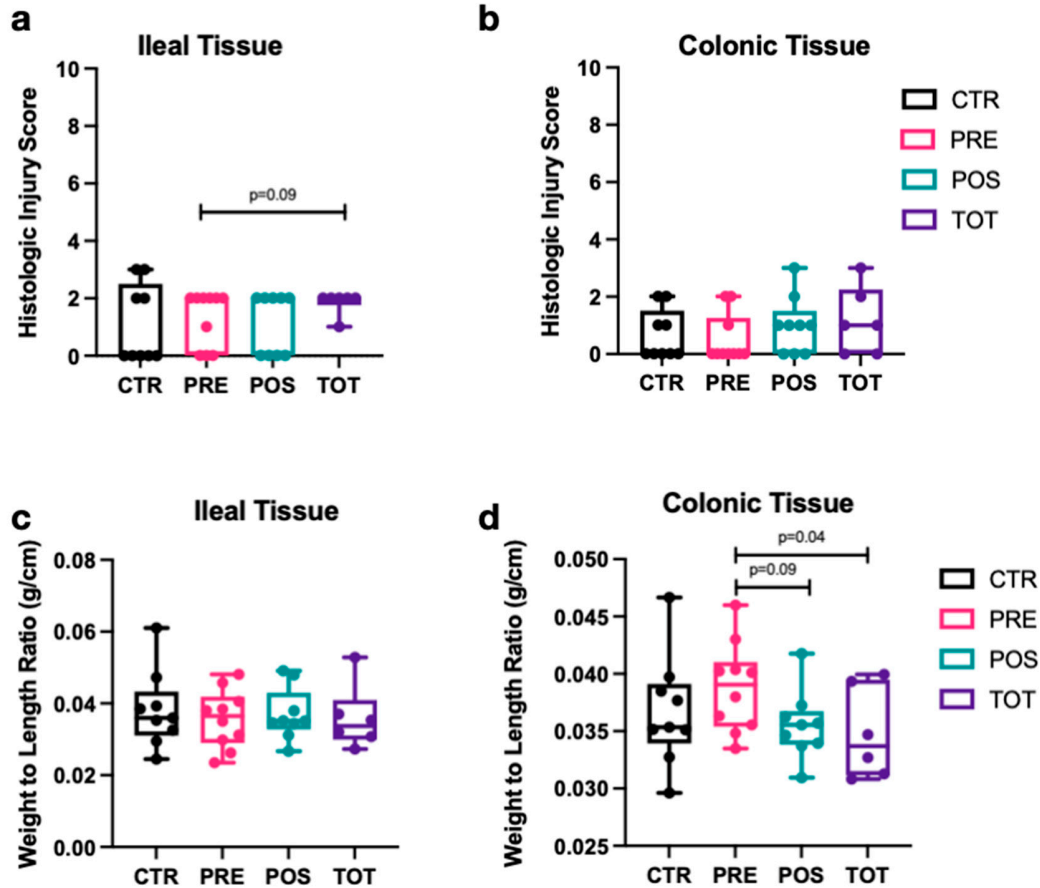 a
Ileal Tissue
Histologic Injury Score
10
8
6
4
2
0
p=0.09
CTR PRE POS TOT
b
Colonic Tissue
Histologic Injury Score
10
8
6
4
2
0
CTR PRE POS TOT
CTR
PRE
POS
TOT
c
Ileal Tissue
Weight to Length Ratio (g/cm)
0.08
0.06
0.04
0.02
0.00
CTR PRE POS TOT
d
Colonic Tissue
Weight to Length Ratio (g/cm)
0.050
0.045
0.040
0.035
0.030
0.025
p=0.04
p=0.09
CTR PRE POS TOT
CTR
PRE
POS
TOT